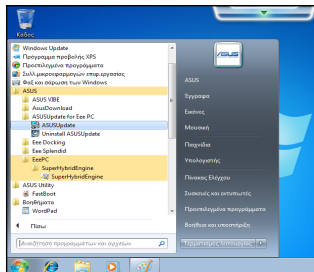 Κάδος
Windows Update
Πρόγραμμα προβολής XPS
Προεπιλεγμένα προγράμματα
Συλλ.μικροεφαρμογών επιφ.εργασίας
Φαξ και σάρωση των Windows
ASUS
ASUS VIBE
AsusDownload
ASUSUpdate for Eee PC
ASUSUpdate
Uninstall ASUSUpdate
Eee Docking
Eee Splendid
EeePC
SuperHybridEngine
SuperHybridEngine
ASUS Utility
FastBoot
Βοηθήματα
WordPad
Πίσω
Αναζήτηση προγραμμάτων και αρχείων
ASUS
ASUS
Έγγραφα
Εικόνες
Μουσική
Παιχνίδια
Υπολογιστής
Πίνακας Ελέγχου
Συσκευές και εκτυπωτές
Προεπιλεγμένα προγράμματα
Βοήθεια και υποστήριξη
Τερματισμός λειτουργίας